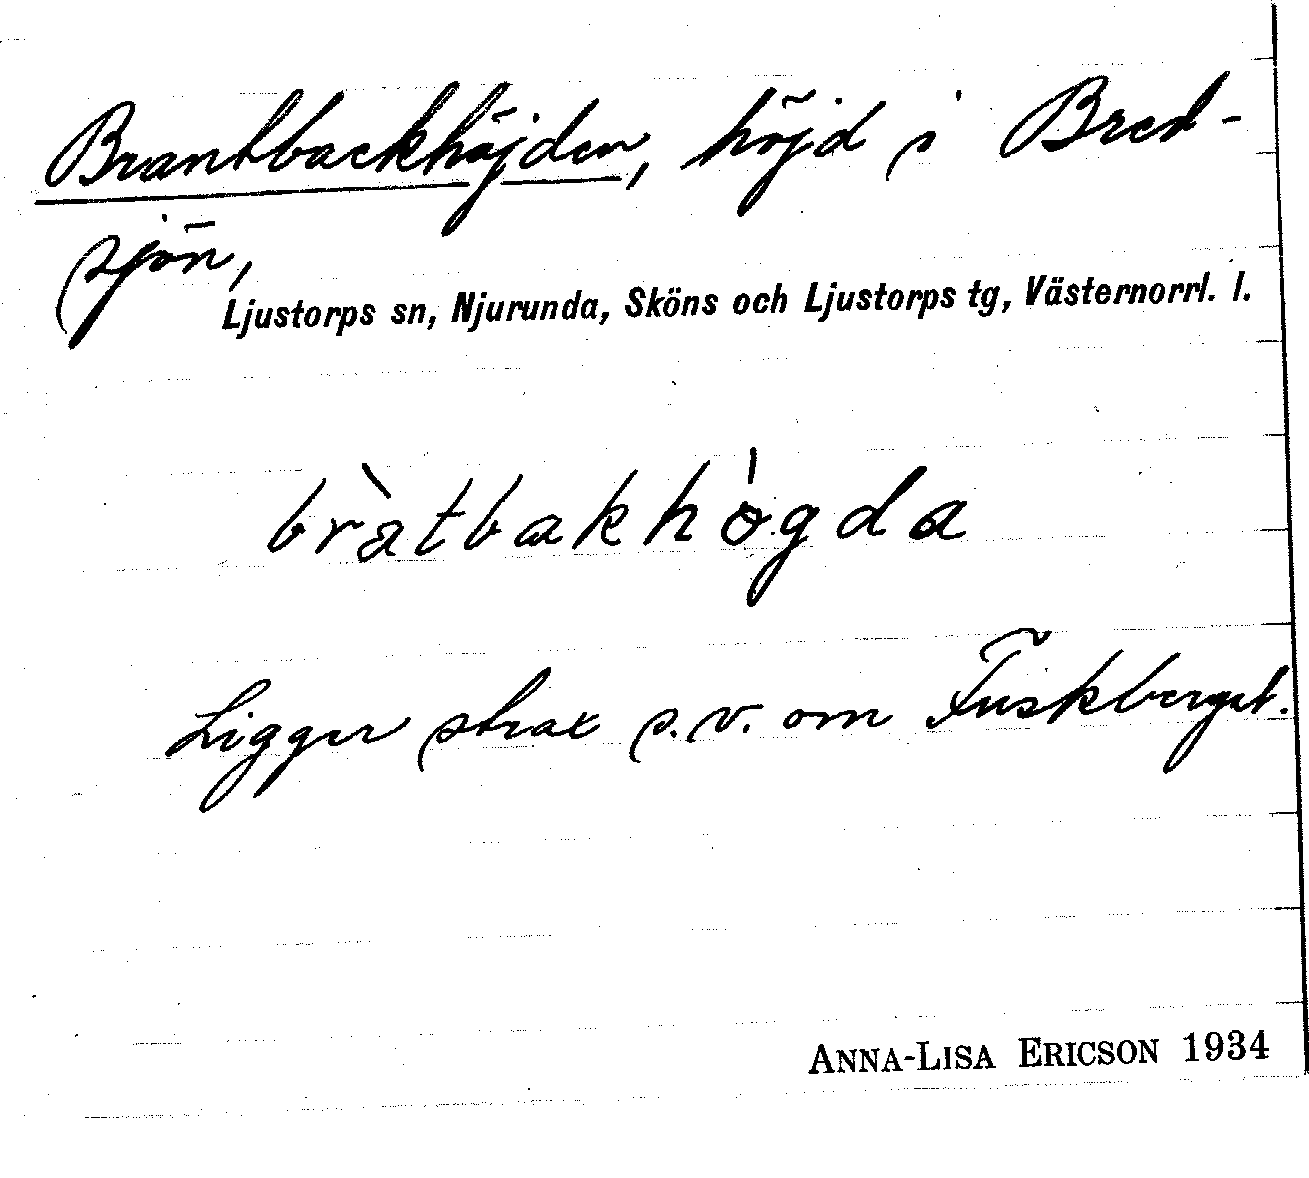 Brantbackhöjden, höjd i Bred-
sjön,
Ljustorps sn, Njurunda, Sköns och Ljustorps tg, Västernorrl. l.
bràtbakhögda
Ligger strax s.v. om Fuskberget.
ANNA-LISA ERICSON 1934